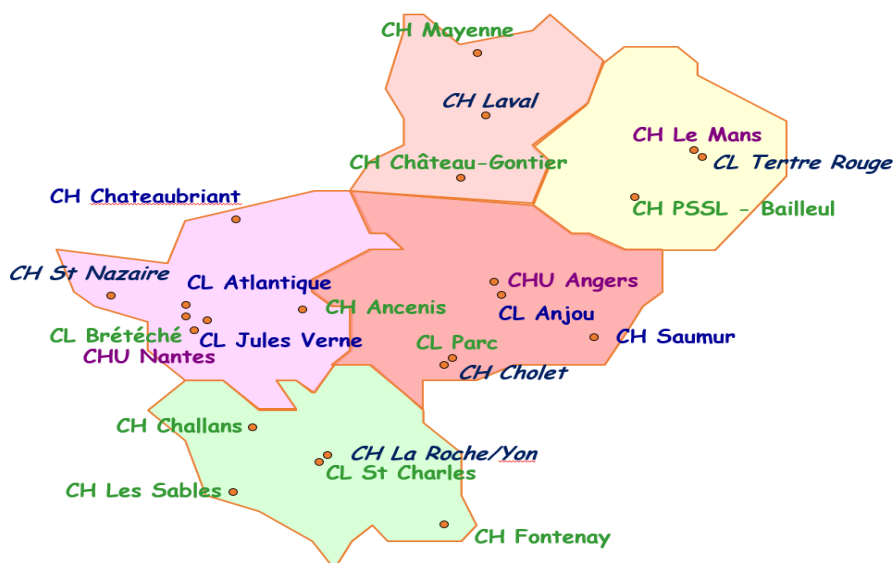 CH Mayenne
CH Laval
CH Le Mans
CL Tertre Rouge
CH Château-Gontier
CH Chateaubriant
CH PSSL - Bailleul
CH St Nazaire
CL Atlantique
CHU Angers
CH Ancenis
CL Anjou
CL Brétéché
CL Jules Verne
CL Parc
CH Saumur
CHU Nantes
CH Cholet
CH Challans
CH La Roche/Yon
CL St Charles
CH Les Sables
CH Fontenay